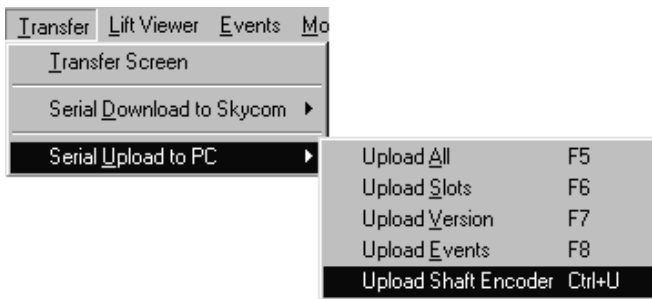 Transfer Lift Viewer Events Mo
Transfer Screen
Serial Download to Skycom
Serial Upload to PC
Upload All F5
Upload Slots F6
Upload Version F7
Upload Events F8
Upload Shaft Encoder Ctrl+U